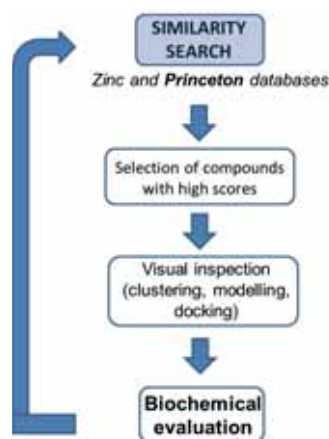 SIMILARITY
SEARCH
Zinc and Princeton databases
Selection of compounds
with high scores
Visual inspection
(clustering, modelling,
docking)
Biochemical
evaluation